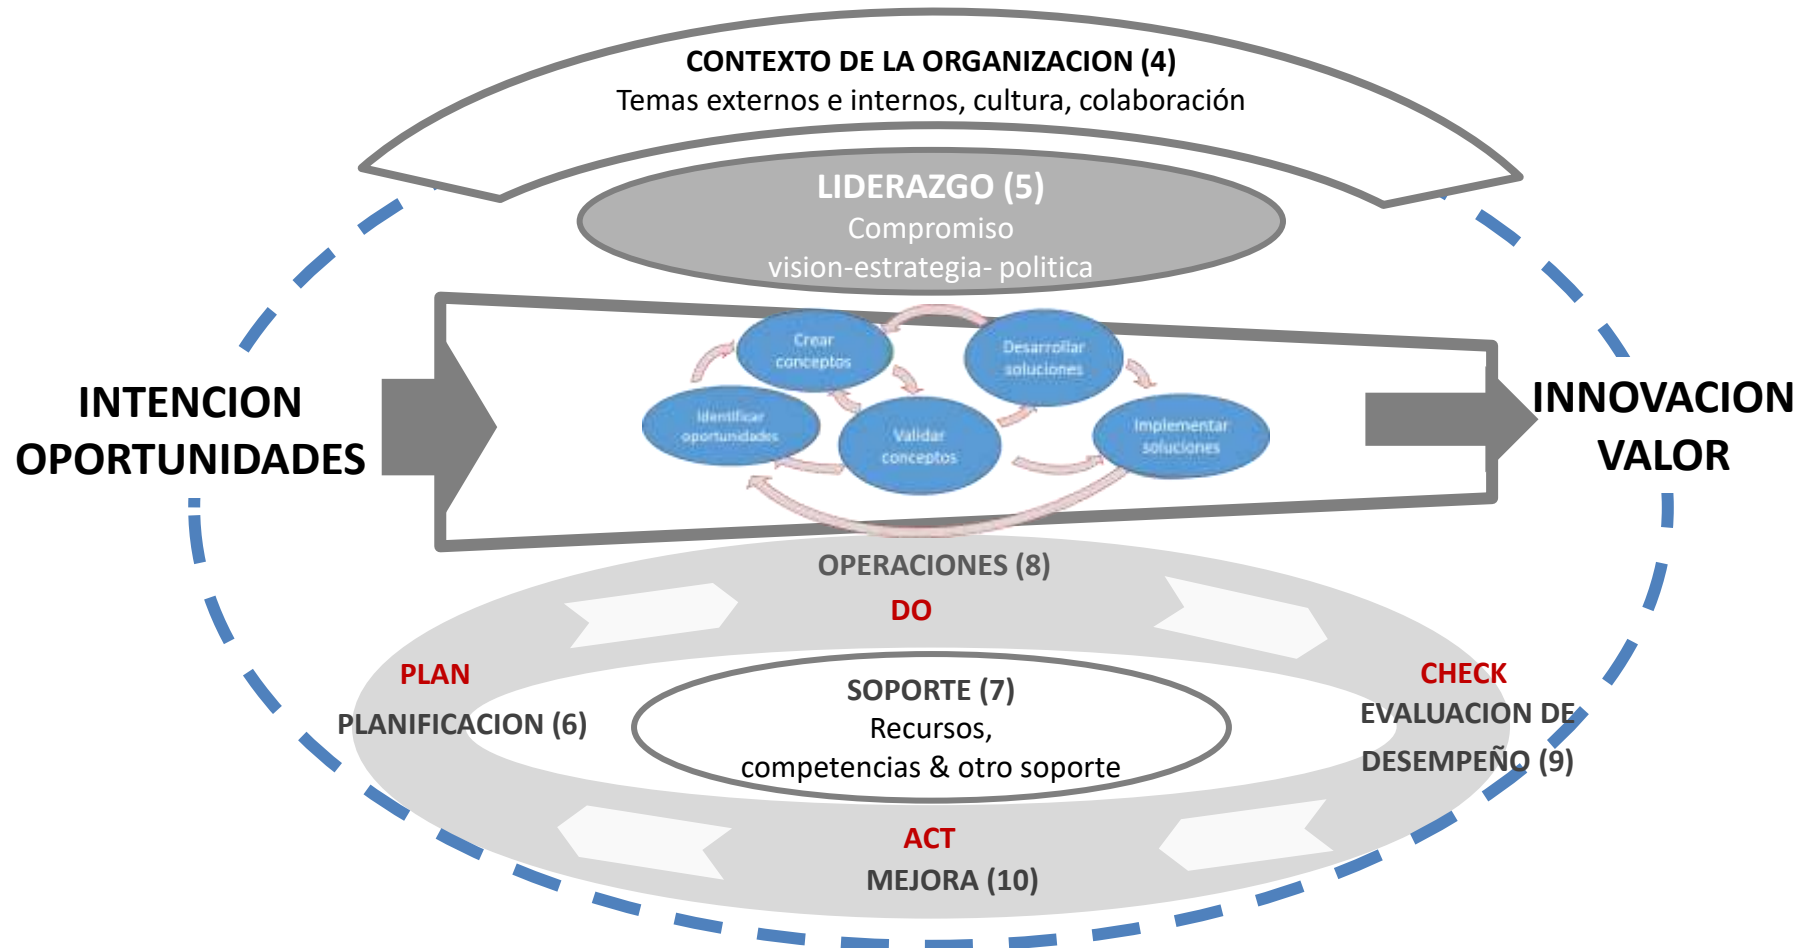 CONTEXTO DE LA ORGANIZACION (4)
Temas externos e internos, cultura, colaboración
LIDERAZGO (5)
Compromiso
vision-estrategia- politica
INTENCION
OPORTUNIDADES
Crear
conceptos
Desarrollar
soluciones
Identificar
oportunidades
Validar
conceptos
Implementar
soluciones
INNOVACION
VALOR
OPERACIONES (8)
DO
PLAN
PLANIFICACION (6)
SOPORTE (7)
Recursos,
competencias & otro soporte
CHECK
EVALUACION DE
DESEMPEÑO (9)
ACT
MEJORA (10)